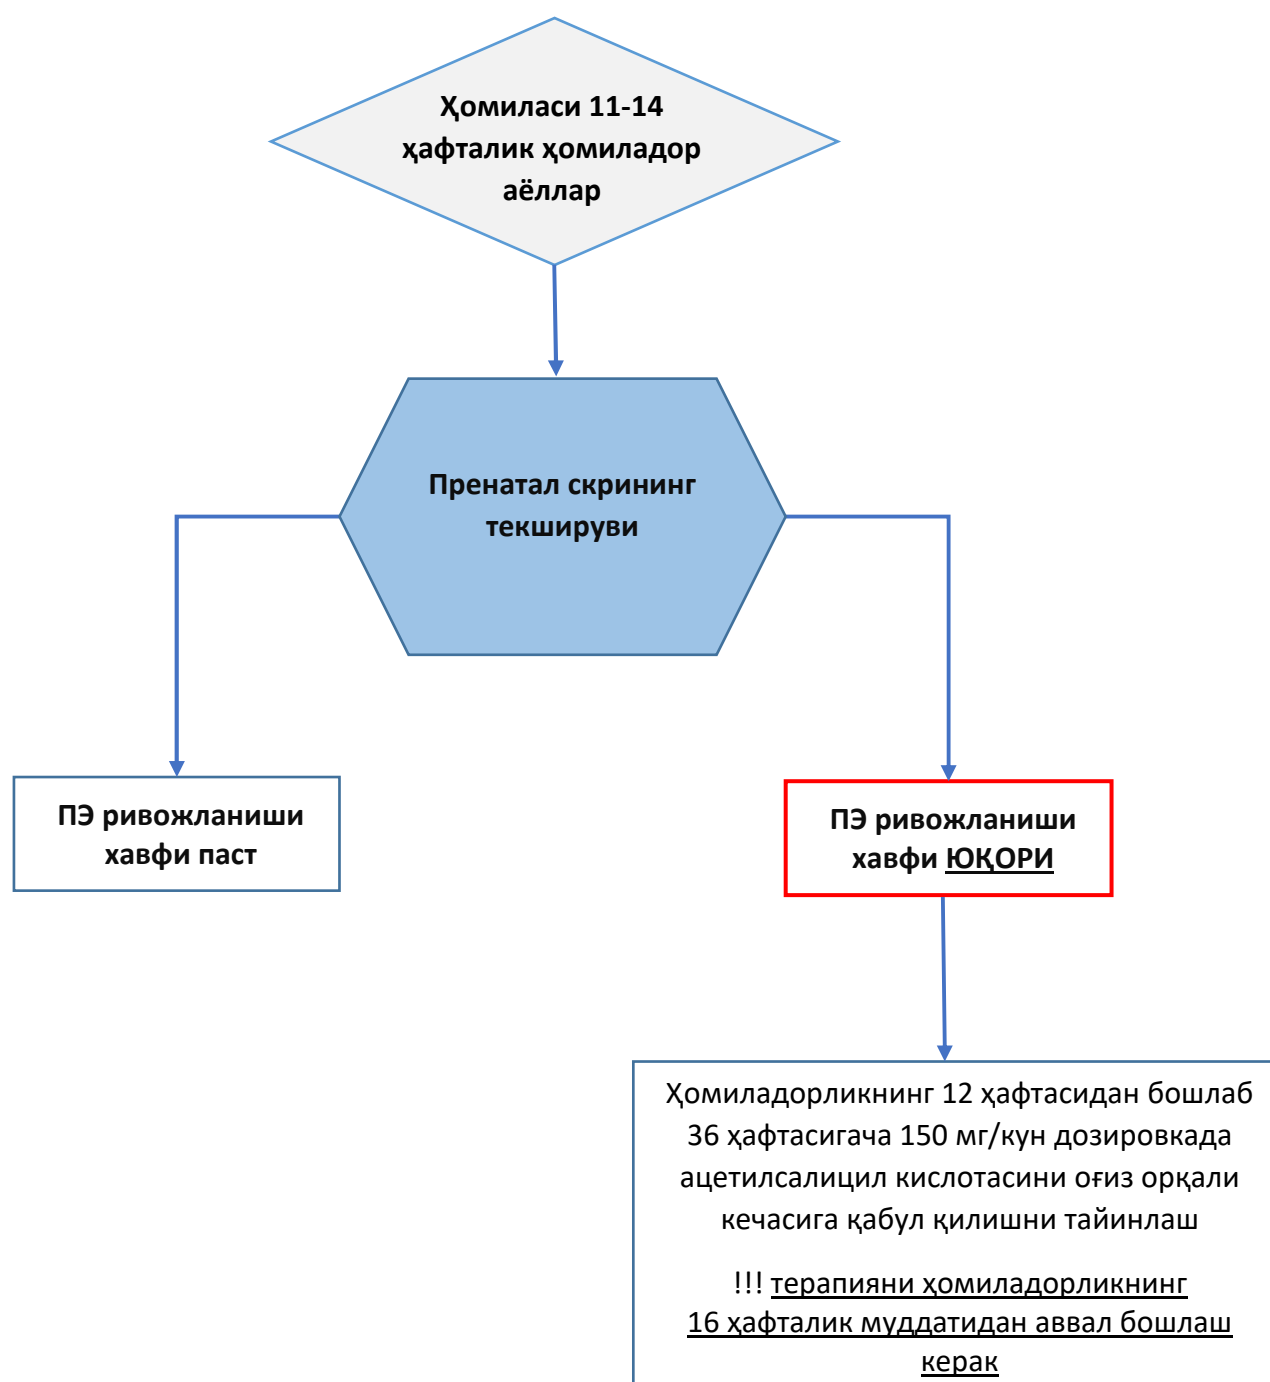 Ҳомиласи 11-14
ҳафталик ҳомиладор
аёллар
Пренатал скрининг
текшируви
ПЭ ривожланиши
хавфи паст
ПЭ ривожланиши
хавфи ЮҚОРИ
Ҳомиладорликнинг 12 ҳафтасидан бошлаб
36 ҳафтасигача 150 мг/кун дозировкада
ацетилсалицил кислотасини оғиз орқали
кечасига қабул қилишни тайинлаш
!!! терапияни ҳомиладорликнинг
16 ҳафталик муддатидан аввал бошлаш
керак